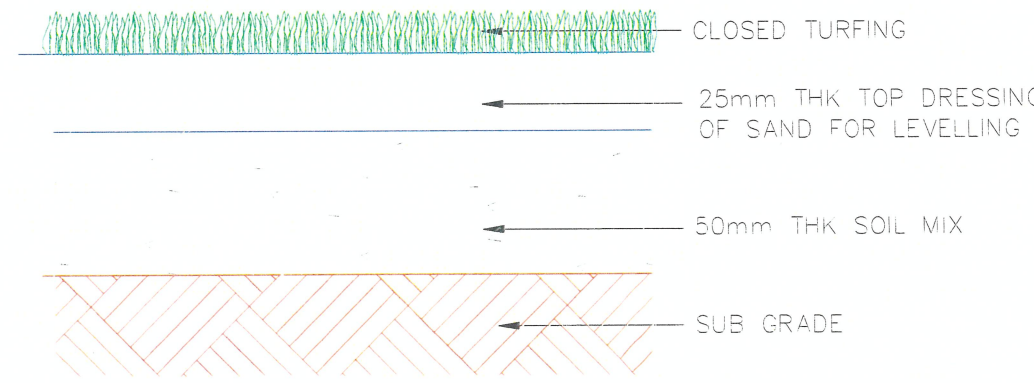 CLOSED TURFING
25mm THK TOP DRESSING
OF SAND FOR LEVELLING
50mm THK SOIL MIX
SUB GRADE